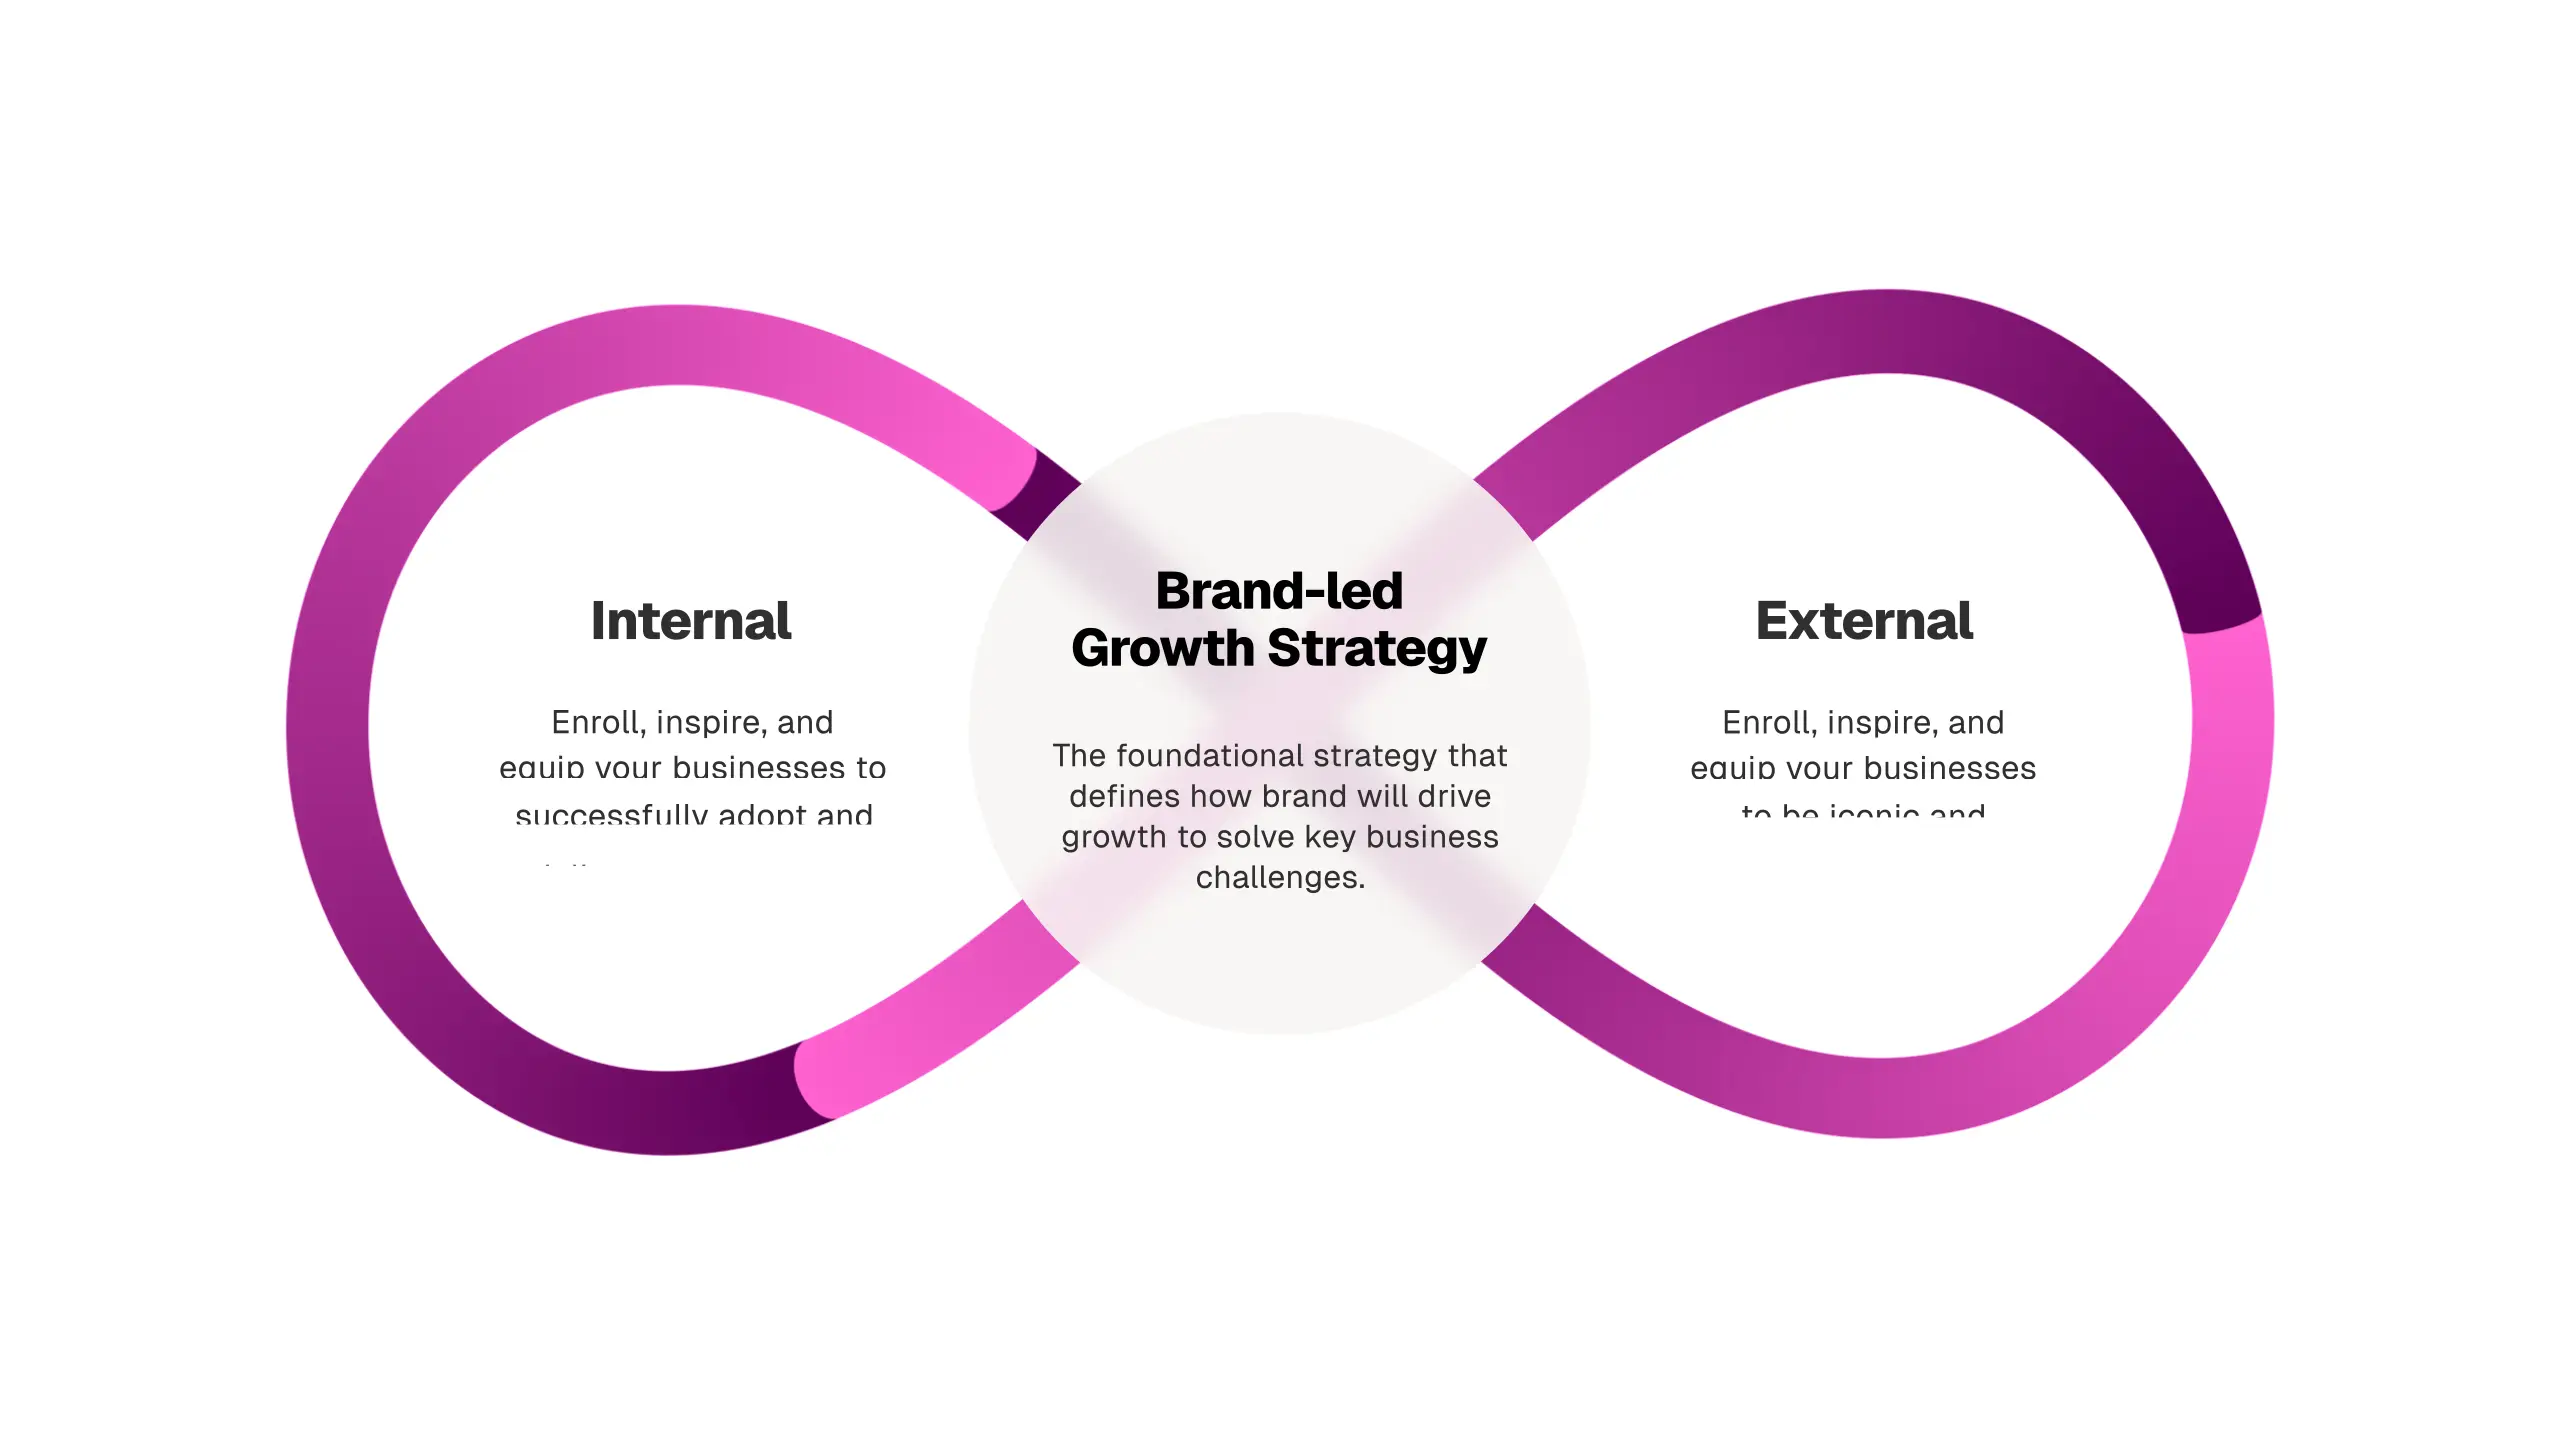 Internal
Enroll, inspire, and
equip your businesses to
successfully adopt and
Brand-led
Growth Strategy
The foundational strategy that
defines how brand will drive
growth to solve key business
challenges.
External
Enroll, inspire, and
equip your businesses
to be iconic and